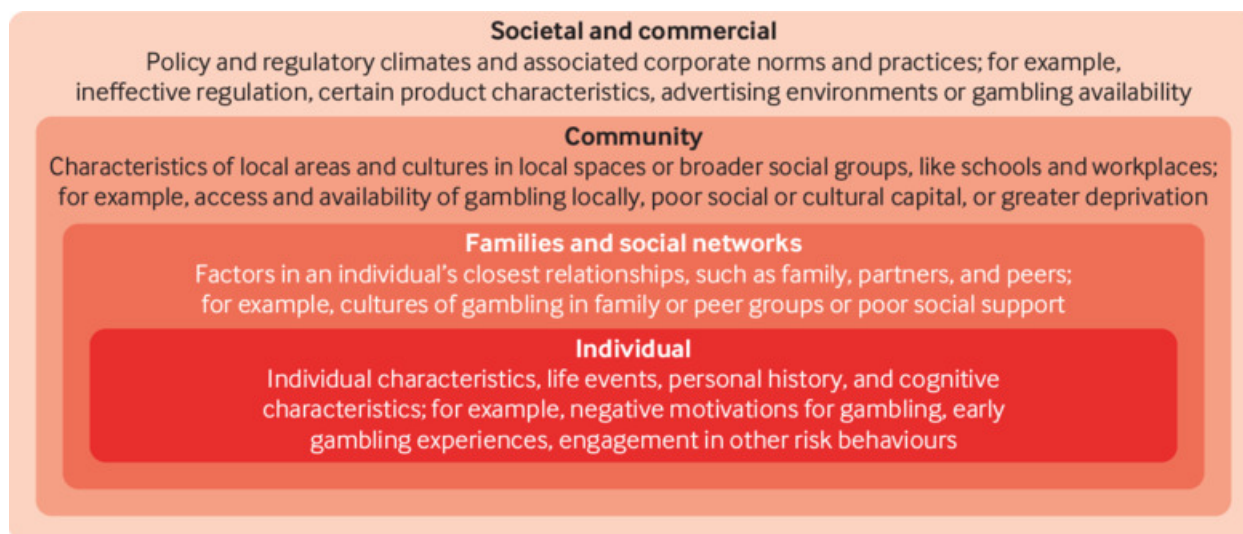 Societal and commercial
Policy and regulatory climates and associated corporate norms and practices; for example,
ineffective regulation, certain product characteristics, advertising environments or gambling availability
Community
Characteristics of local areas and cultures in local spaces or broader social groups, like schools and workplaces;
for example, access and availability of gambling locally, poor social or cultural capital, or greater deprivation
Families and social networks
Factors in an individual's closest relationships, such as family, partners, and peers;
for example, cultures of gambling in family or peer groups or poor social support
Individual
Individual characteristics, life events, personal history, and cognitive
characteristics; for example, negative motivations for gambling, early
gambling experiences, engagement in other risk behaviours